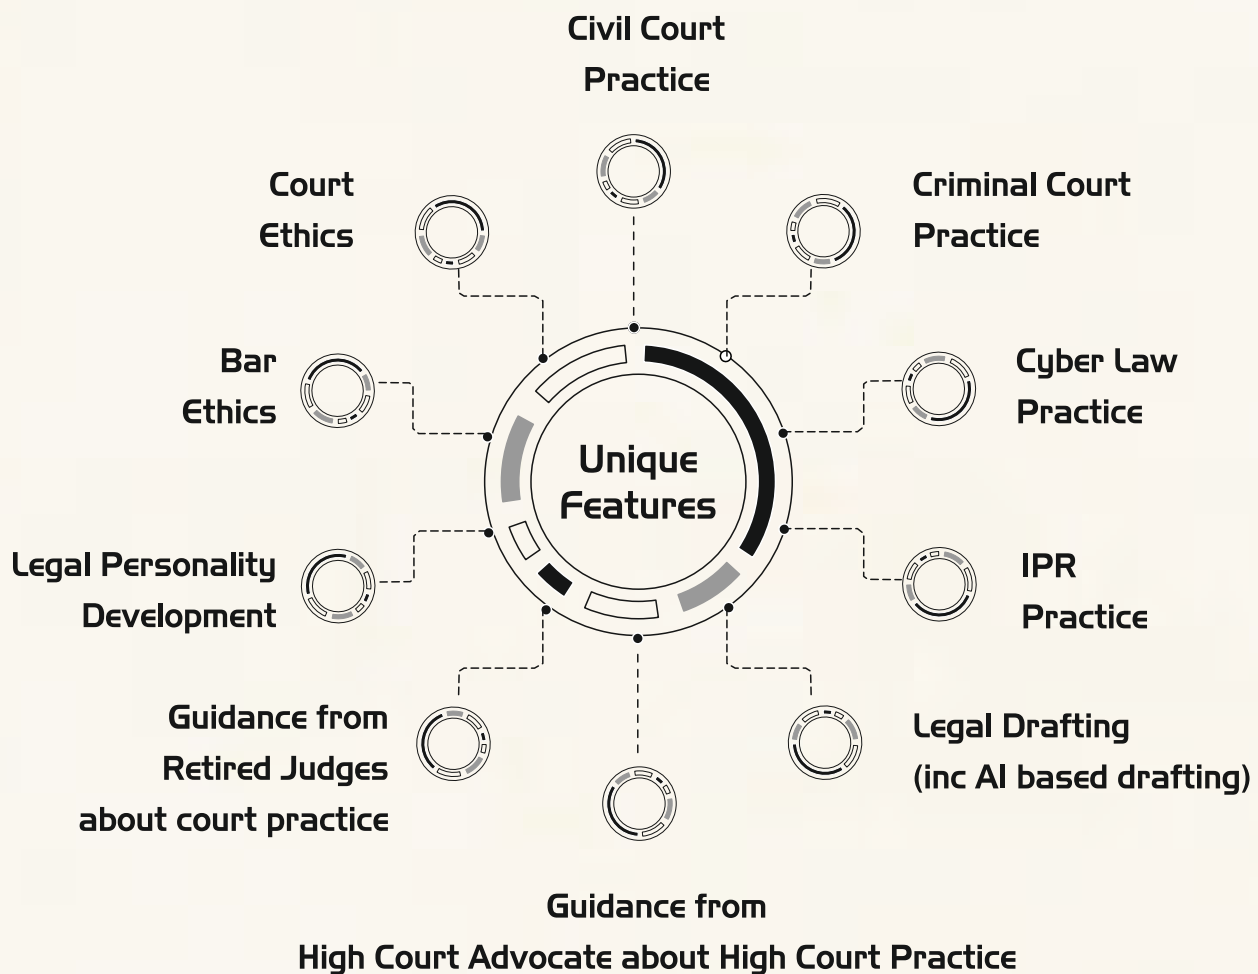 Civil Court
Practice
Court
Ethics
Criminal Court
Practice
Bar
Ethics
Cyber Law
Practice
Unique
Features
Legal Personality
Development
IPR
Practice
Guidance from
Retired Judges
about court practice
Legal Drafting
(inc AI based drafting)
Guidance from
High Court Advocate about High Court Practice